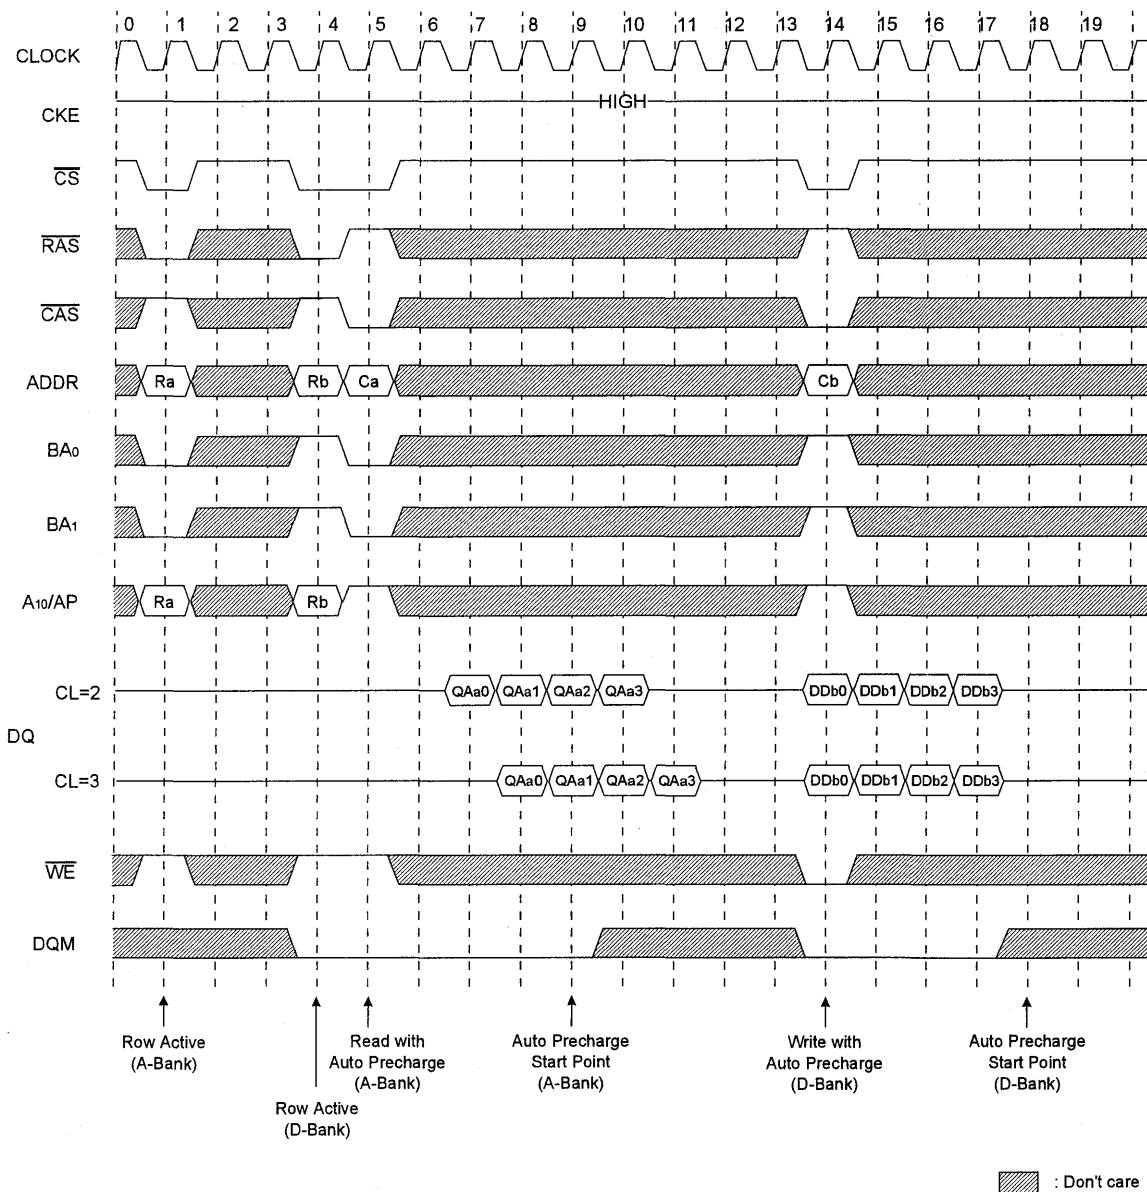 0 1 2 3 4 5 6 7 8 9 10 11 12 13 14 15 16 17 18 19
CLOCK
HIGH
CKE
CS
RAS
CAS
ADDR Ra Rb Ca Cb
BA0
BA1
A10/AP Ra Rb
CL=2 QAa0 QAa1 QAa2 QAa3 DDb0 DDb1 DDb2 DDb3
DQ
CL=3 QAa0 QAa1 QAa2 QAa3 DDb0 DDb1 DDb2 DDb3
WE
DQM
Row Active
(A-Bank)
Row Active
(D-Bank)
Read with
Auto Precharge
(A-Bank)
Auto Precharge
Start Point
(A-Bank)
Write with
Auto Precharge
(D-Bank)
Auto Precharge
Start Point
(D-Bank)
: Don't care